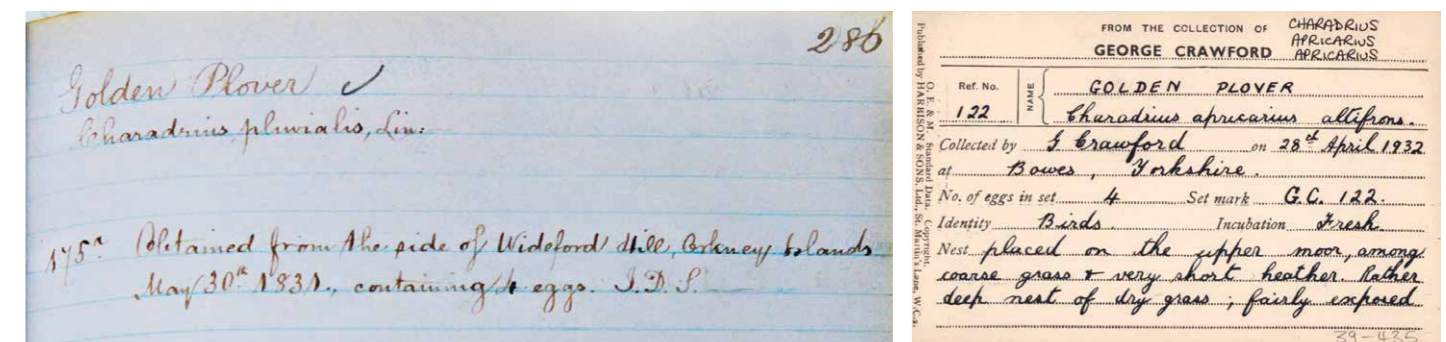 286
Golden Plover ✓
Charadrius pluvialis, Lin:
175a Obtained from the side of Wideford Hill, Orkney Islands
May 30th 1831., containing 4 eggs. J.D.S.
FROM THE COLLECTION OF
GEORGE CRAWFORD
CHARADRIUS
APRICARIUS
APRICARIUS
Ref. No.
122
NAME
GOLDEN PLOVER
Charadrius apricarius altifrons.
Collected by G Crawford on 28th April 1932
at Bowes, Yorkshire.
No. of eggs in set 4 Set mark G.C. 122.
Identity Birds. Incubation Fresh
Nest placed on the upper moor, among
coarse grass & very short heather. Rather
deep nest of dry grass ; fairly exposed
39-435
O. E. & M. Standard Data. Copyright.
Published by HARRISON & SONS, Ltd., St. Martin's Lane, W.C.2.